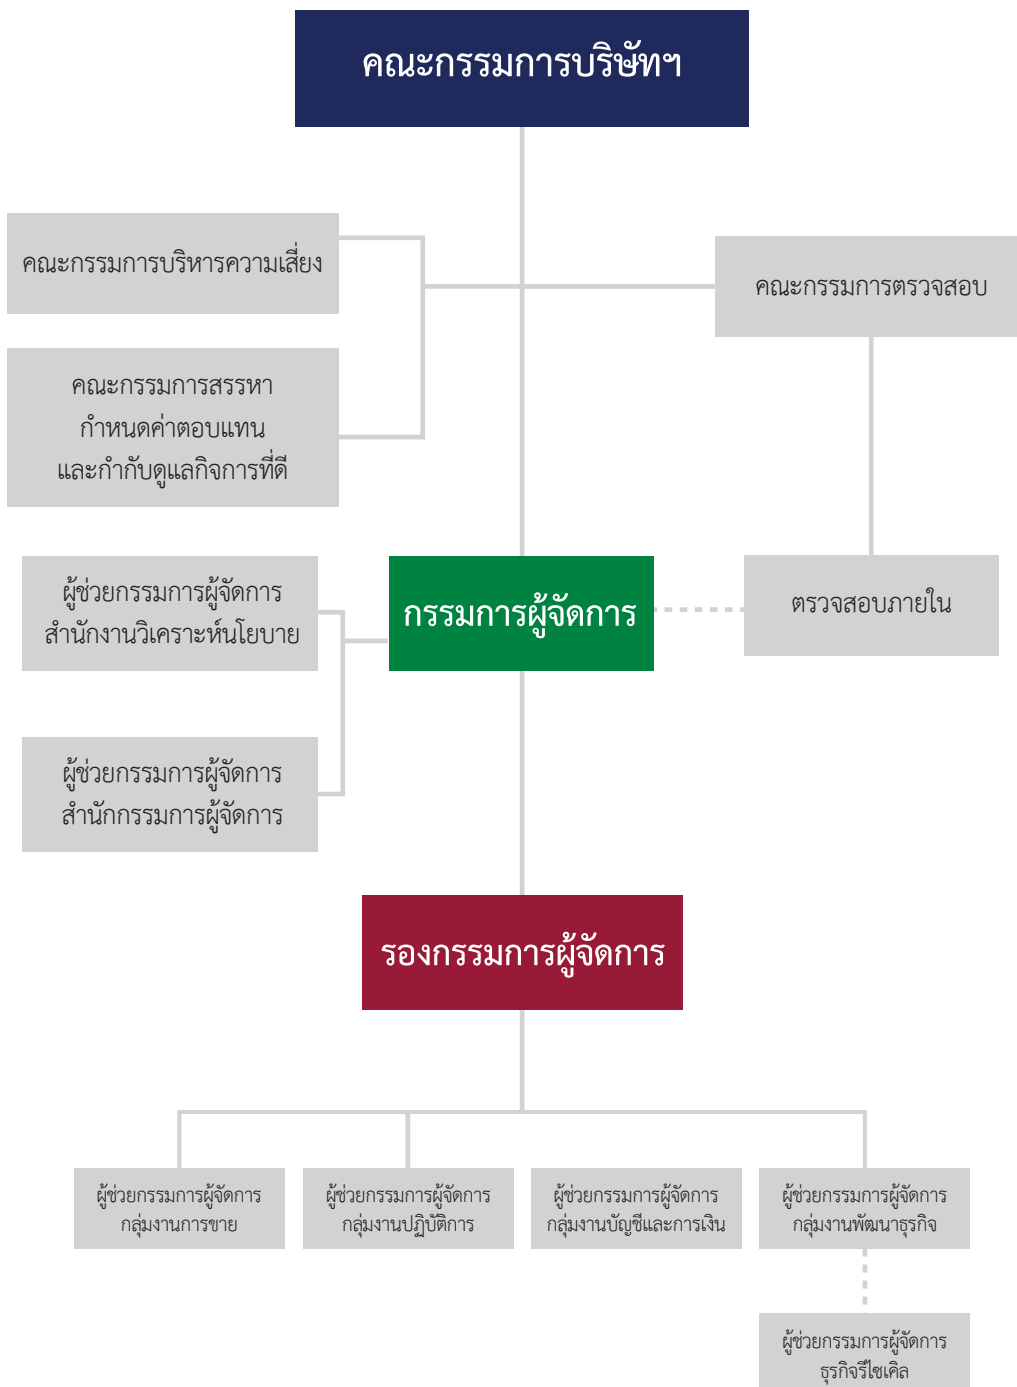 คณะกรรมการบริษัทฯ
คณะกรรมการบริหารความเสี่ยง
คณะกรรมการตรวจสอบ
คณะกรรมการสรรหา
กำหนดค่าตอบแทน
และกำกับดูแลกิจการที่ดี
ผู้ช่วยกรรมการผู้จัดการ
สำนักงานวิเคราะห์นโยบาย
กรรมการผู้จัดการ
ตรวจสอบภายใน
ผู้ช่วยกรรมการผู้จัดการ
สำนักกรรมการผู้จัดการ
รองกรรมการผู้จัดการ
ผู้ช่วยกรรมการผู้จัดการ
กลุ่มงานการขาย
ผู้ช่วยกรรมการผู้จัดการ
กลุ่มงานปฏิบัติการ
ผู้ช่วยกรรมการผู้จัดการ
กลุ่มงานบัญชีและการเงิน
ผู้ช่วยกรรมการผู้จัดการ
กลุ่มงานพัฒนาธุรกิจ
ผู้ช่วยกรรมการผู้จัดการ
ธุรกิจรีไซเคิล